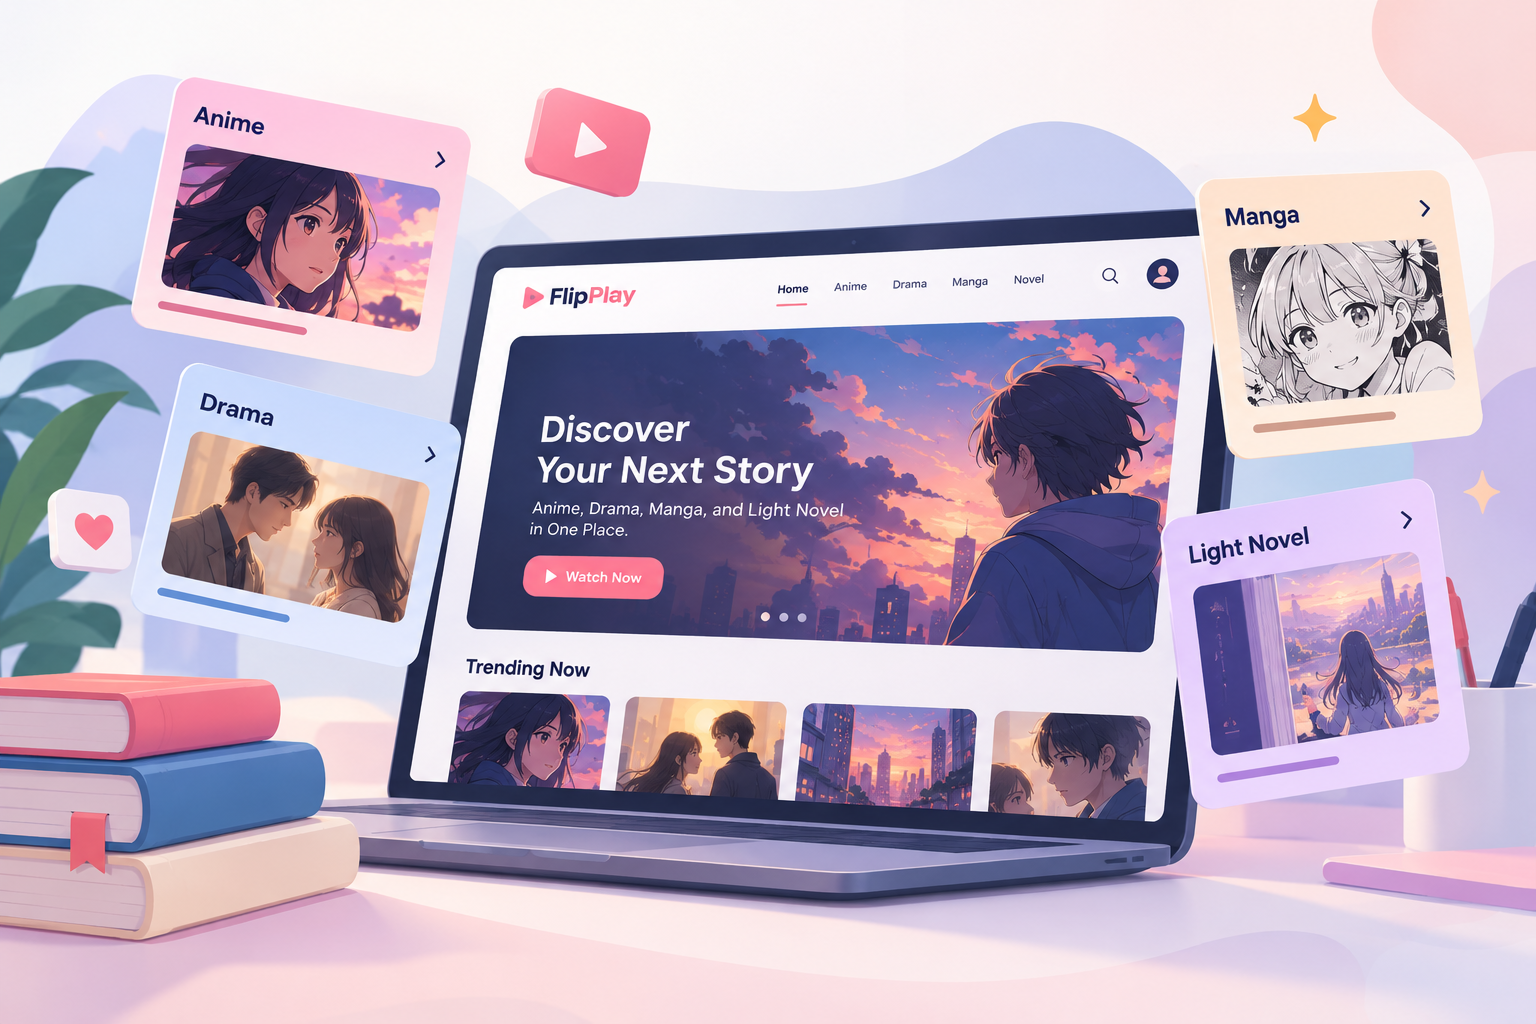 Anime
Drama
FlipPlay
Home
Anime
Drama
Manga
Novel
Discover
Your Next Story
Anime, Drama, Manga, and Light Novel
in One Place.
Watch Now
Trending Now
Manga
Light Novel